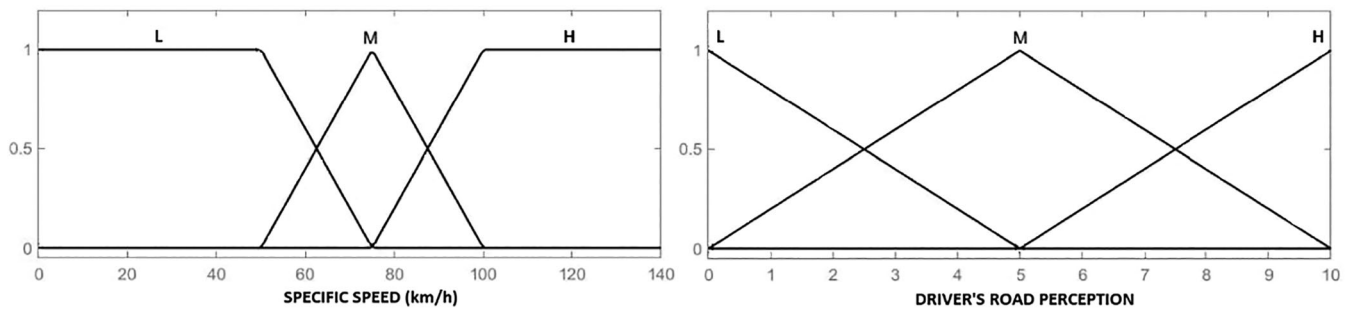 L M H
1
0.5
0
0 20 40 60 80 100 120 140
SPECIFIC SPEED (km/h)
L M H
1
0.5
0
0 1 2 3 4 5 6 7 8 9 10
DRIVER'S ROAD PERCEPTION